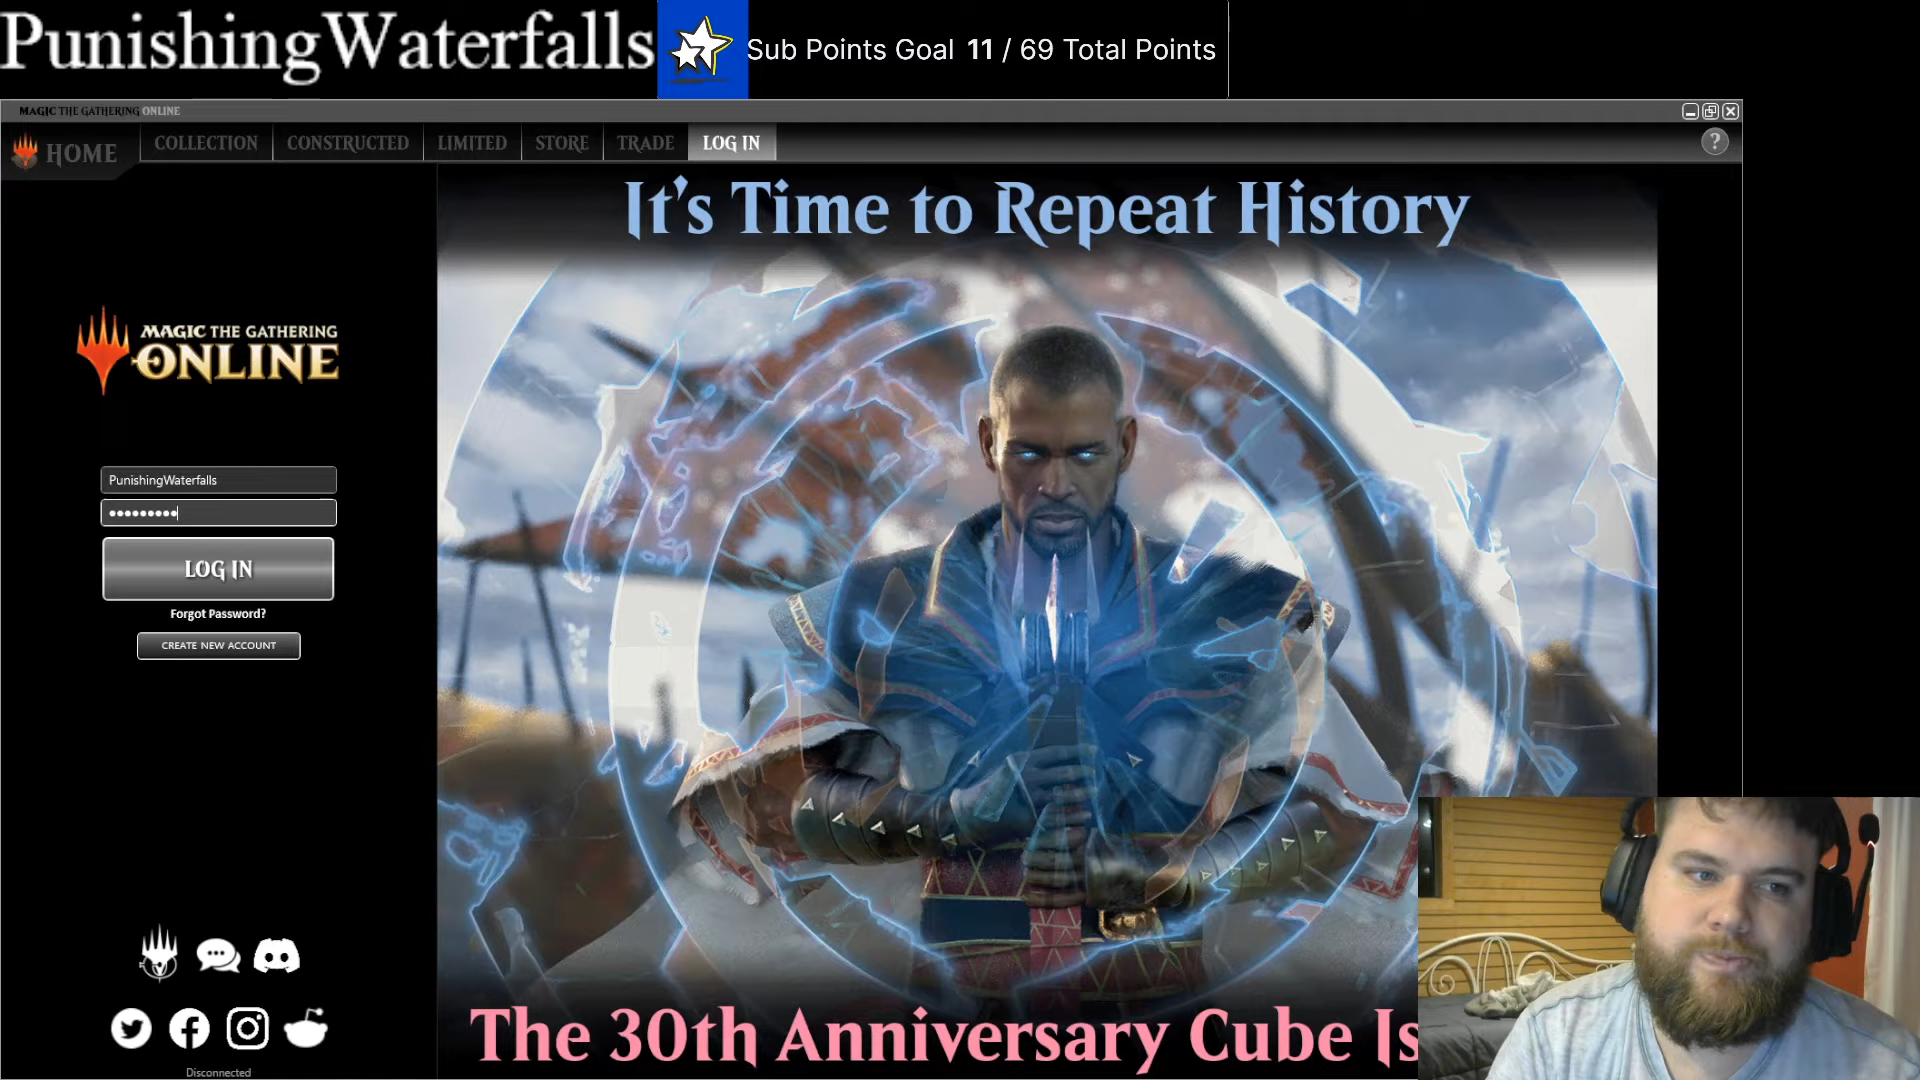 PunishingWaterfalls
Sub Points Goal 11 / 69 Total Points
MAGIC THE GATHERING ONLINE
HOME
COLLECTION
CONSTRUCTED
LIMITED
STORE
TRADE
LOG IN
?
It's Time to Repeat History
MAGIC THE GATHERING
ONLINE
PunishingWaterfalls
LOG IN
Forgot Password?
CREATE NEW ACCOUNT
The 30th Anniversary Cube Is
Disconnected